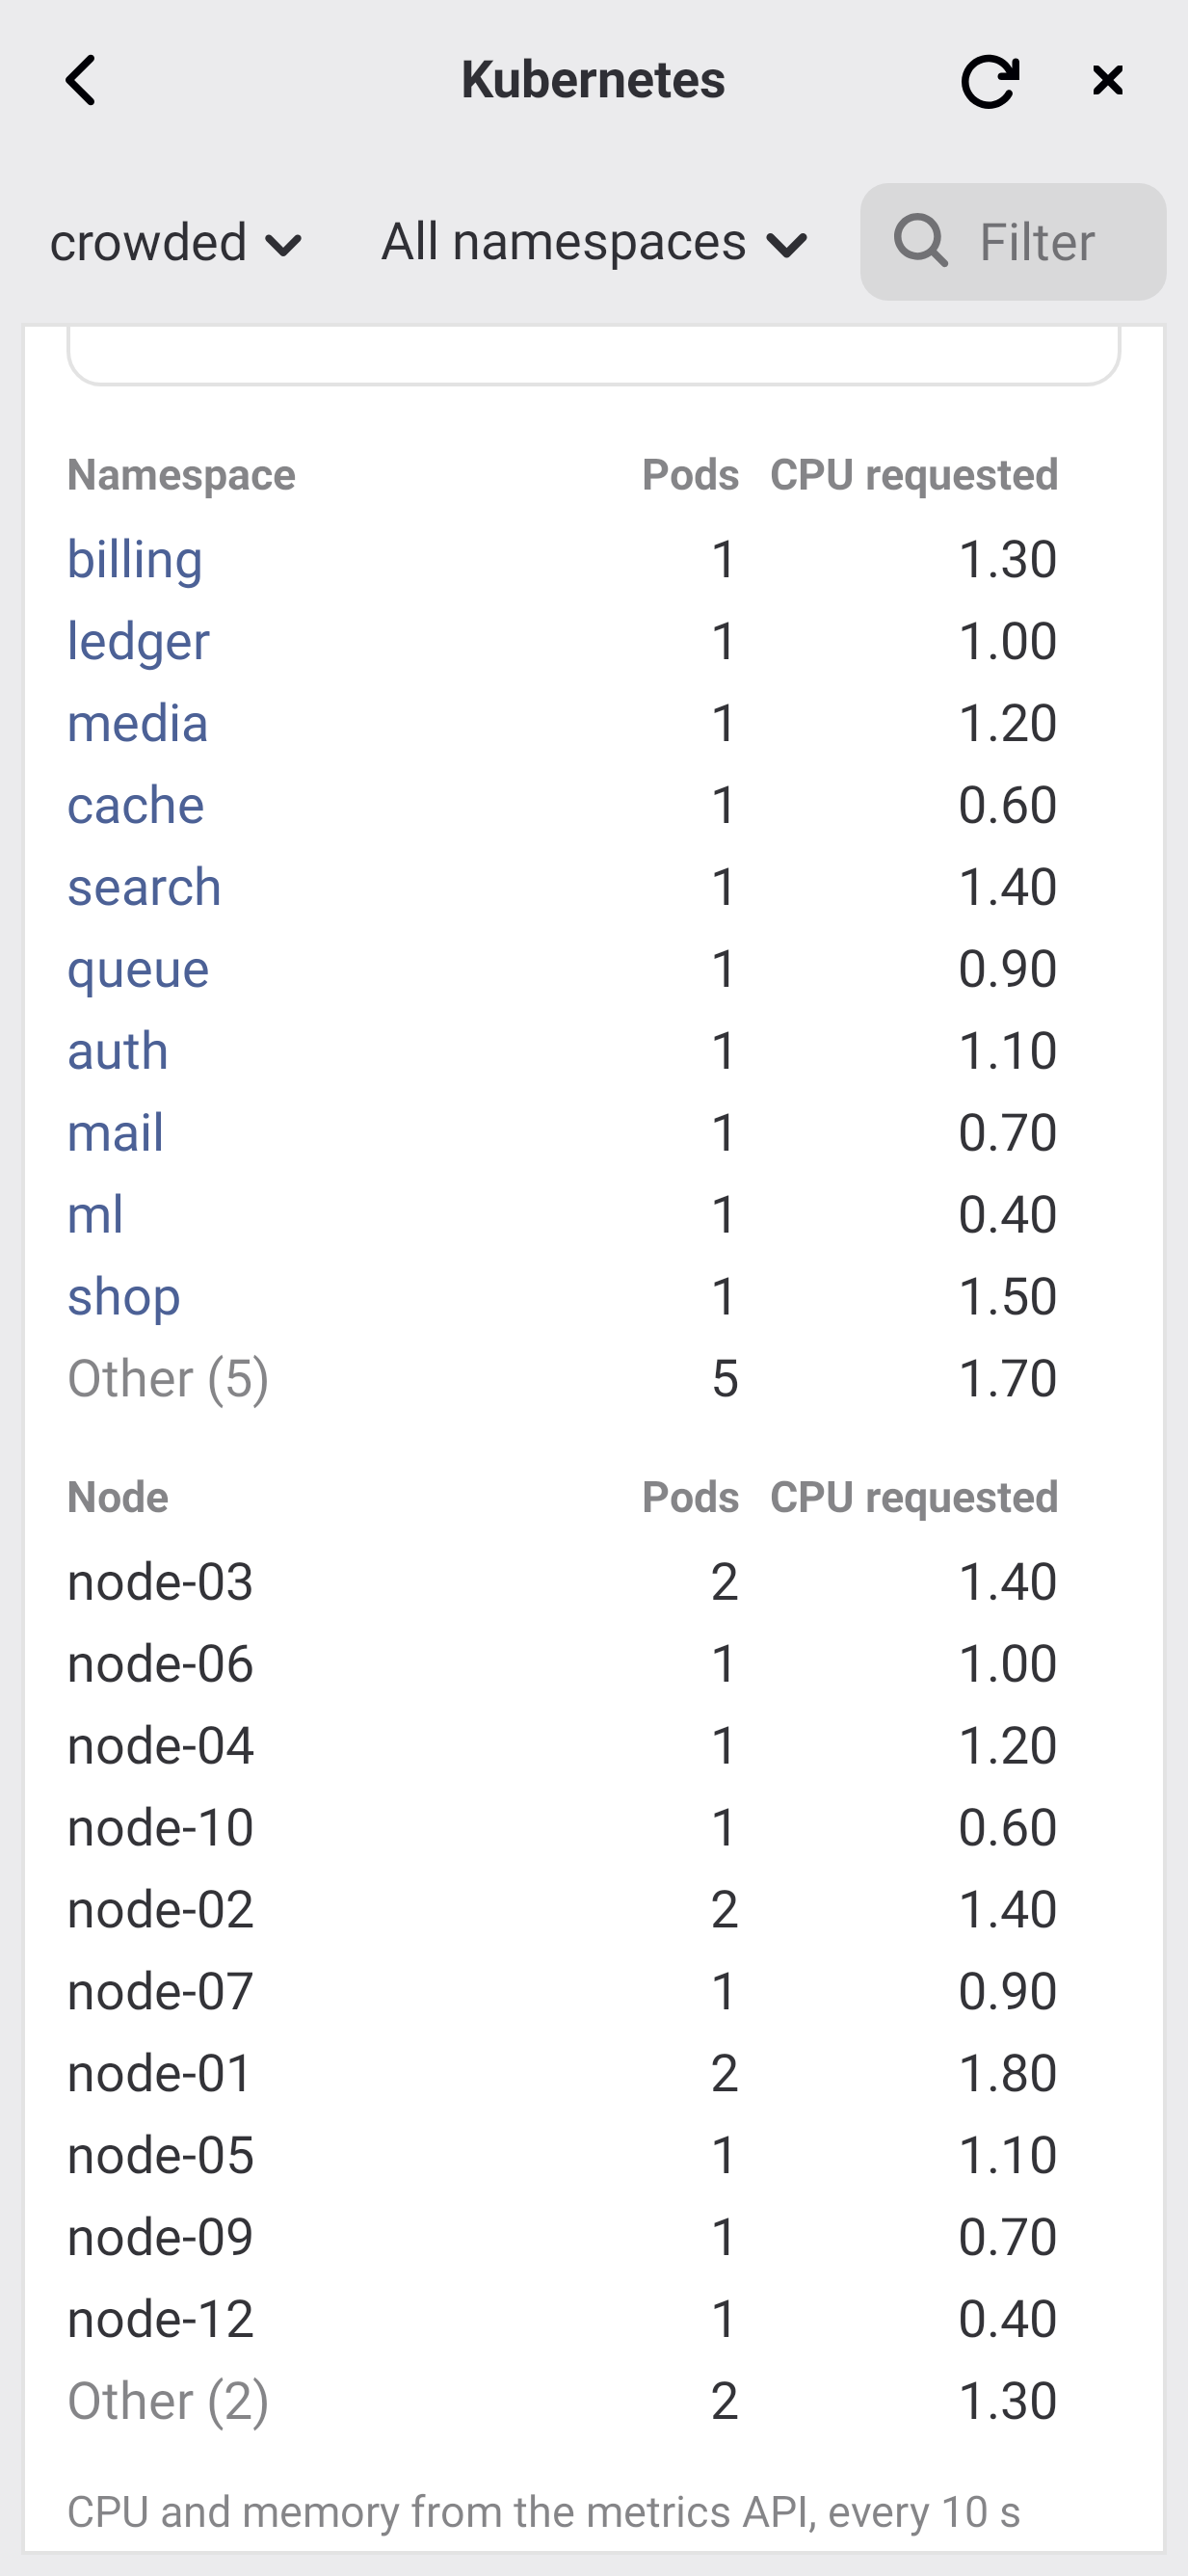 Kubernetes
crowded All namespaces Filter
Namespace Pods CPU requested
billing 1 1.30
ledger 1 1.00
media 1 1.20
cache 1 0.60
search 1 1.40
queue 1 0.90
auth 1 1.10
mail 1 0.70
ml 1 0.40
shop 1 1.50
Other (5) 5 1.70
Node Pods CPU requested
node-03 2 1.40
node-06 1 1.00
node-04 1 1.20
node-10 1 0.60
node-02 2 1.40
node-07 1 0.90
node-01 2 1.80
node-05 1 1.10
node-09 1 0.70
node-12 1 0.40
Other (2) 2 1.30
CPU and memory from the metrics API, every 10 s